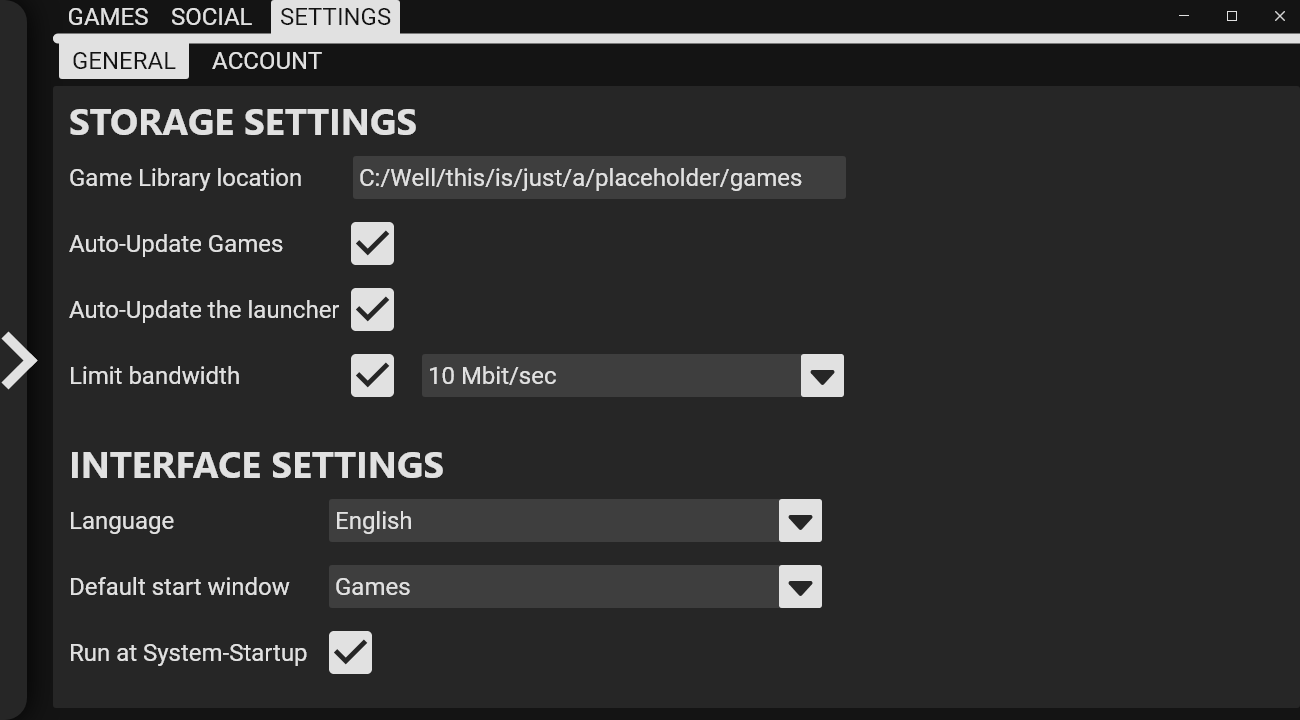 GAMES SOCIAL SETTINGS
GENERAL ACCOUNT
STORAGE SETTINGS
Game Library location C:/Well/this/is/just/a/placeholder/games
Auto-Update Games
Auto-Update the launcher
Limit bandwidth 10 Mbit/sec
INTERFACE SETTINGS
Language English
Default start window Games
Run at System-Startup